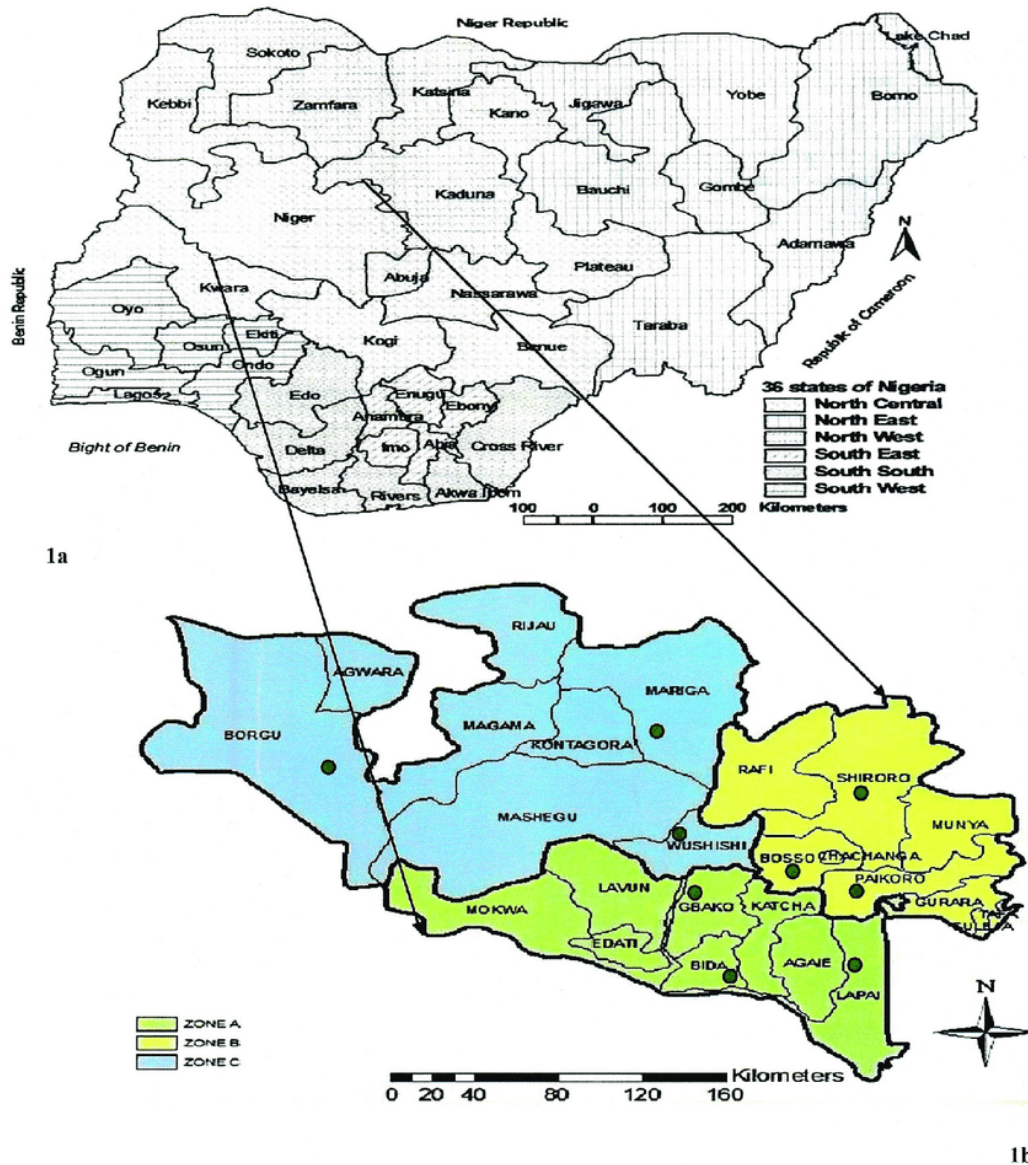 Niger Republic
Lake Chad
Sokoto
Kebbi
Zamfara
Katsina
Kano
Jigawa
Yobe
Borno
Niger
Kaduna
Bauchi
Gombe
Adamawa
Plateau
Abuja
Nassarawa
Taraba
Kwara
Kogi
Benue
Benin Republic
Oyo
Osun
Ekiti
Ondo
Ogun
Lagos
Edo
Enugu
Ebonyi
Anambra
Imo
Abia
Cross River
Delta
Bayelsa
Rivers
Akwa Ibom
Bight of Benin
N
Republic of Cameroon
36 states of Nigeria
North Central
North East
North West
South East
South South
South West
100 0 100 200 Kilometers
1a
RIJAU
AGWARA
MARIGA
BORGU
MAGAMA
KONTAGORA
RAFI
SHIRORO
MASHEGU
MUNYA
WUSHISHI
BOSSO
CHACHANGA
PAIKORO
GURARA
LAVUN
GBAKO
KATCHA
MOKWA
EDATI
BIDA
AGAIE
LAPAI
N
ZONE A
ZONE B
ZONE C
Kilometers
0 20 40 80 120 160